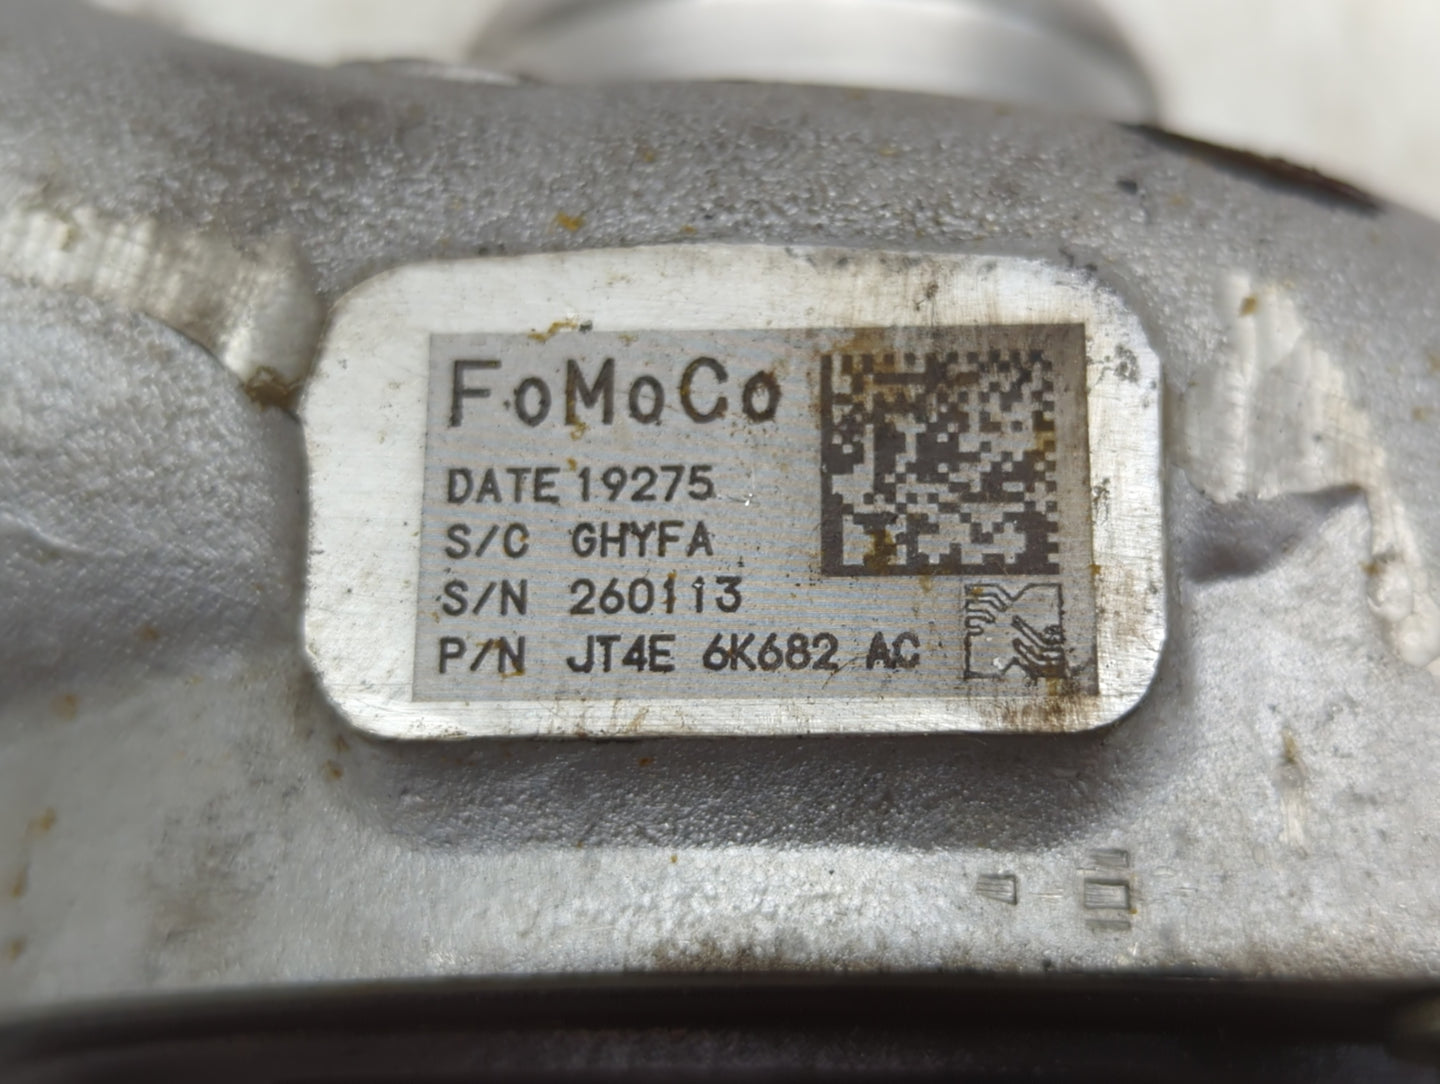 FoMoCo
DATE 19275
S/C GHYFA
S/N 260113
P/N JT4E 6K682 AC